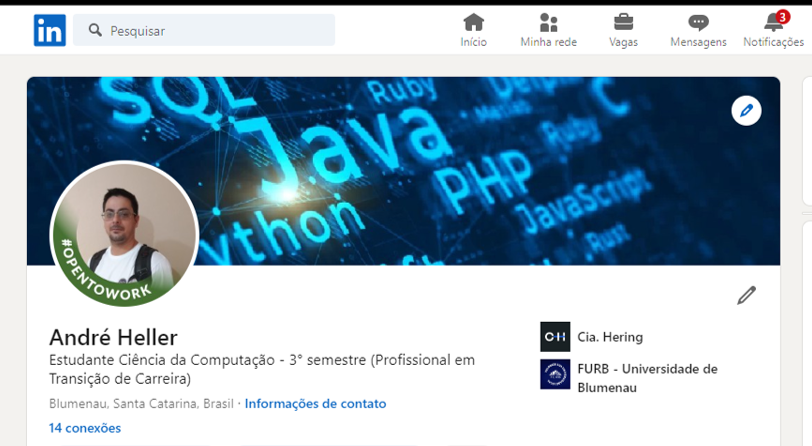 in
Pesquisar
Início
Minha rede
Vagas
Mensagens
3
Notificações
SQL
Ruby
Delphi
C
Java
Ruby
PHP
JavaScript
Python
Rust
#OPENTOWORK
André Heller
Estudante Ciência da Computação - 3° semestre (Profissional em
Transição de Carreira)
Blumenau, Santa Catarina, Brasil · Informações de contato
14 conexões
CH
Cia. Hering
FURB - Universidade de
Blumenau